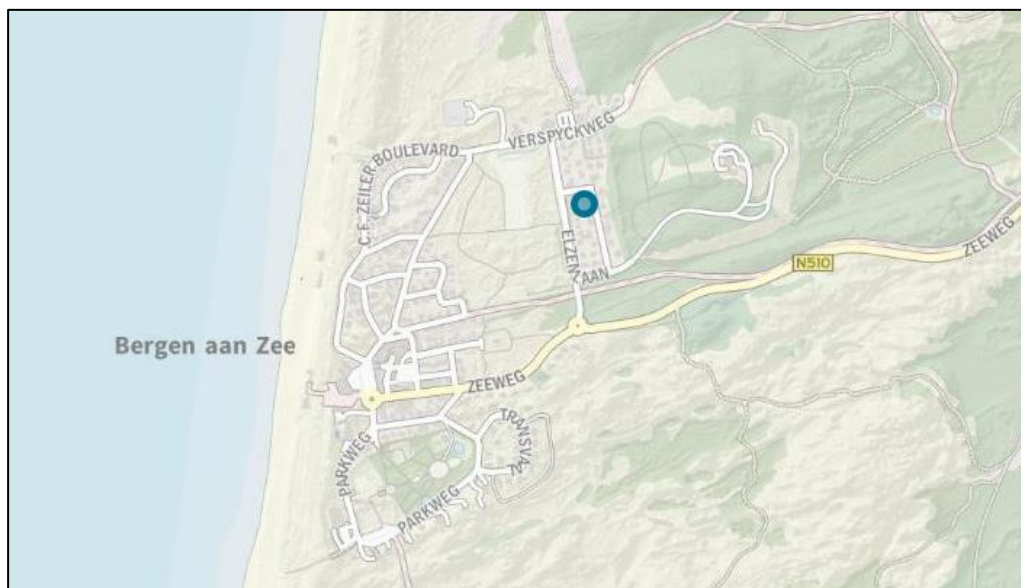 VERSPYCKWEG
C.F. ZEILER-BOULEVARD
ELZENLAAN
ZEEWEG
N510
Bergen aan Zee
ZEEWEG
TRANSVAAL
PARKWEG
PARKWEG